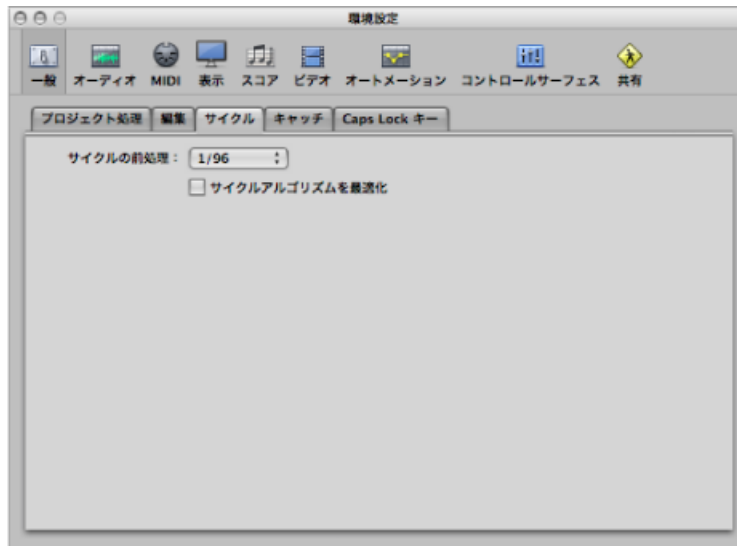 環境設定
一般 オーディオ MIDI 表示 スコア ビデオ オートメーション コントロールサーフェス 共有
プロジェクト処理 編集 サイクル キャッチ Caps Lock キー
サイクルの前処理： 1/96
サイクルアルゴリズムを最適化